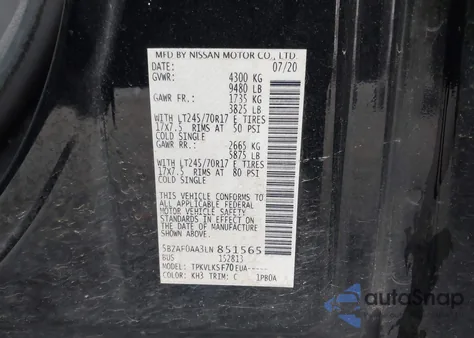 MFD BY NISSAN MOTOR CO., LTD.
DATE: 07/20
GVWR: 4300 KG
9480 LB
GAWR FR.: 1735 KG
3825 LB
WITH LT245/70R17 E TIRES
17X7.5 RIMS AT 50 PSI
COLD SINGLE
GAWR RR.: 2665 KG
5875 LB
WITH LT245/70R17 E TIRES
17X7.5 RIMS AT 80 PSI
COLD SINGLE
THIS VEHICLE CONFORMS TO
ALL APPLICABLE FEDERAL
MOTOR VEHICLE SAFETY
STANDARDS IN EFFECT ON
THE DATE OF MANUFACTURE
SHOWN ABOVE.
5BZAF0AA3LN 851565
BUS 152813
MODEL: TPKVLKSF70EUA-----
COLOR: KH3 TRIM: C 1PBOA
AutoSnap